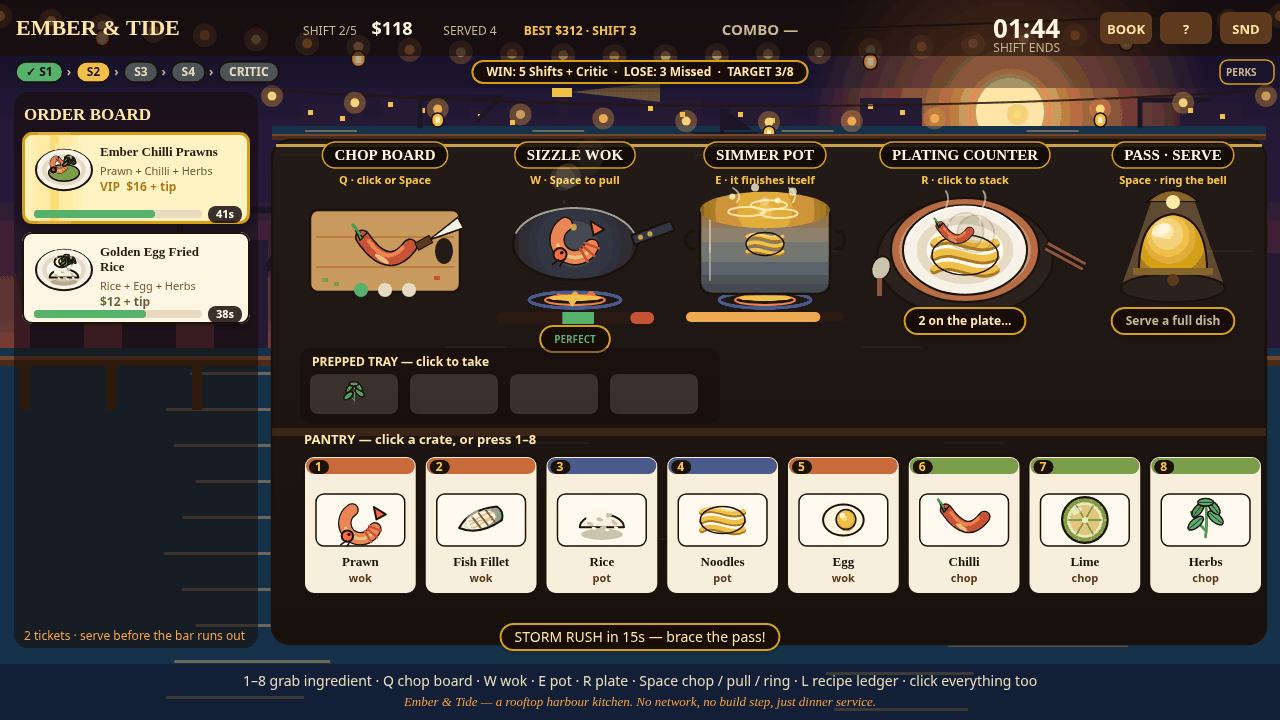 EMBER & TIDE
SHIFT 2/5 $118 SERVED 4 BEST $312 · SHIFT 3 COMBO —
01:44
SHIFT ENDS
BOOK ? SND
✓ S1 › S2 › S3 › S4 › CRITIC
WIN: 5 Shifts + Critic · LOSE: 3 Missed · TARGET 3/8
PERKS
ORDER BOARD
Ember Chilli Prawns
Prawn + Chilli + Herbs
VIP $16 + tip
41s
Golden Egg Fried
Rice
Rice + Egg + Herbs
$12 + tip
38s
2 tickets · serve before the bar runs out
CHOP BOARD
Q · click or Space
SIZZLE WOK
W · Space to pull
PERFECT
SIMMER POT
E · it finishes itself
PLATING COUNTER
R · click to stack
2 on the plate...
PASS · SERVE
Space · ring the bell
Serve a full dish
PREPPED TRAY — click to take
PANTRY — click a crate, or press 1–8
1
Prawn
wok
2
Fish Fillet
wok
3
Rice
pot
4
Noodles
pot
5
Egg
wok
6
Chilli
chop
7
Lime
chop
8
Herbs
chop
STORM RUSH in 15s — brace the pass!
1–8 grab ingredient · Q chop board · W wok · E pot · R plate · Space chop / pull / ring · L recipe ledger · click everything too
Ember & Tide — a rooftop harbour kitchen. No network, no build step, just dinner service.